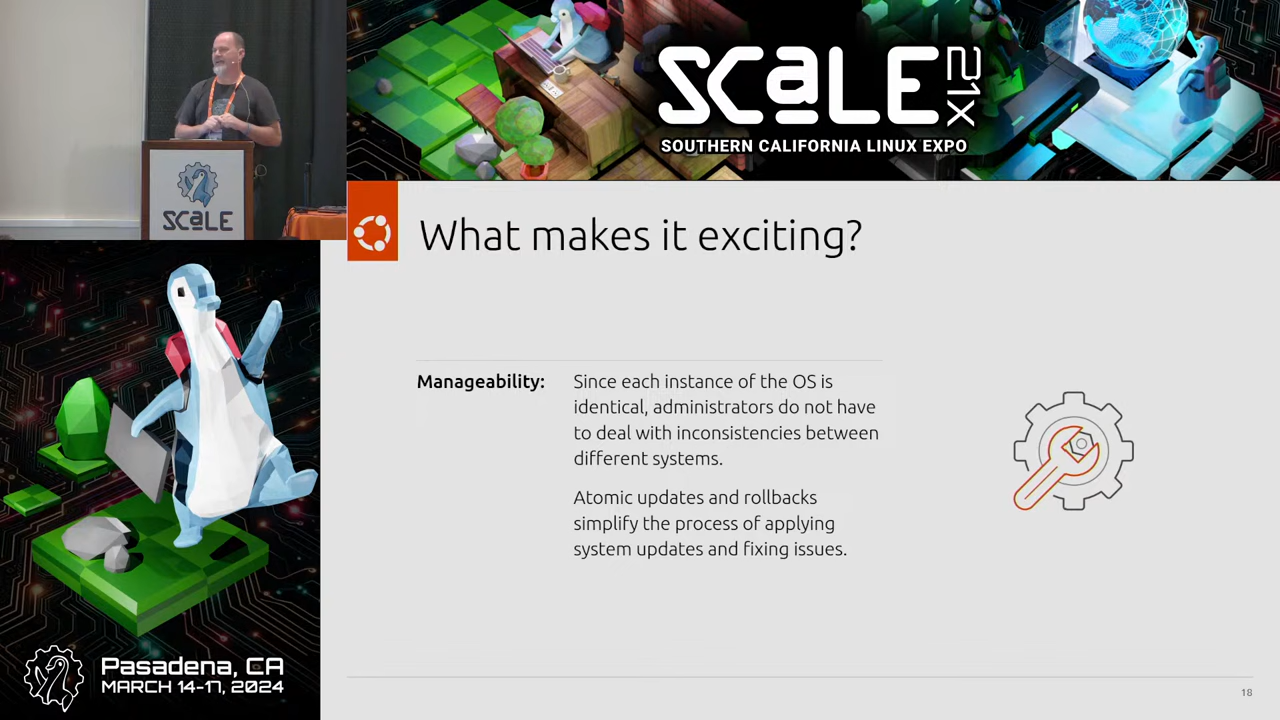 SCaLE
21X
SOUTHERN CALIFORNIA LINUX EXPO
SCaLE
What makes it exciting?
Manageability:
Since each instance of the OS is
identical, administrators do not have
to deal with inconsistencies between
different systems.
Atomic updates and rollbacks
simplify the process of applying
system updates and fixing issues.
Pasadena, CA
MARCH 14-17, 2024
18